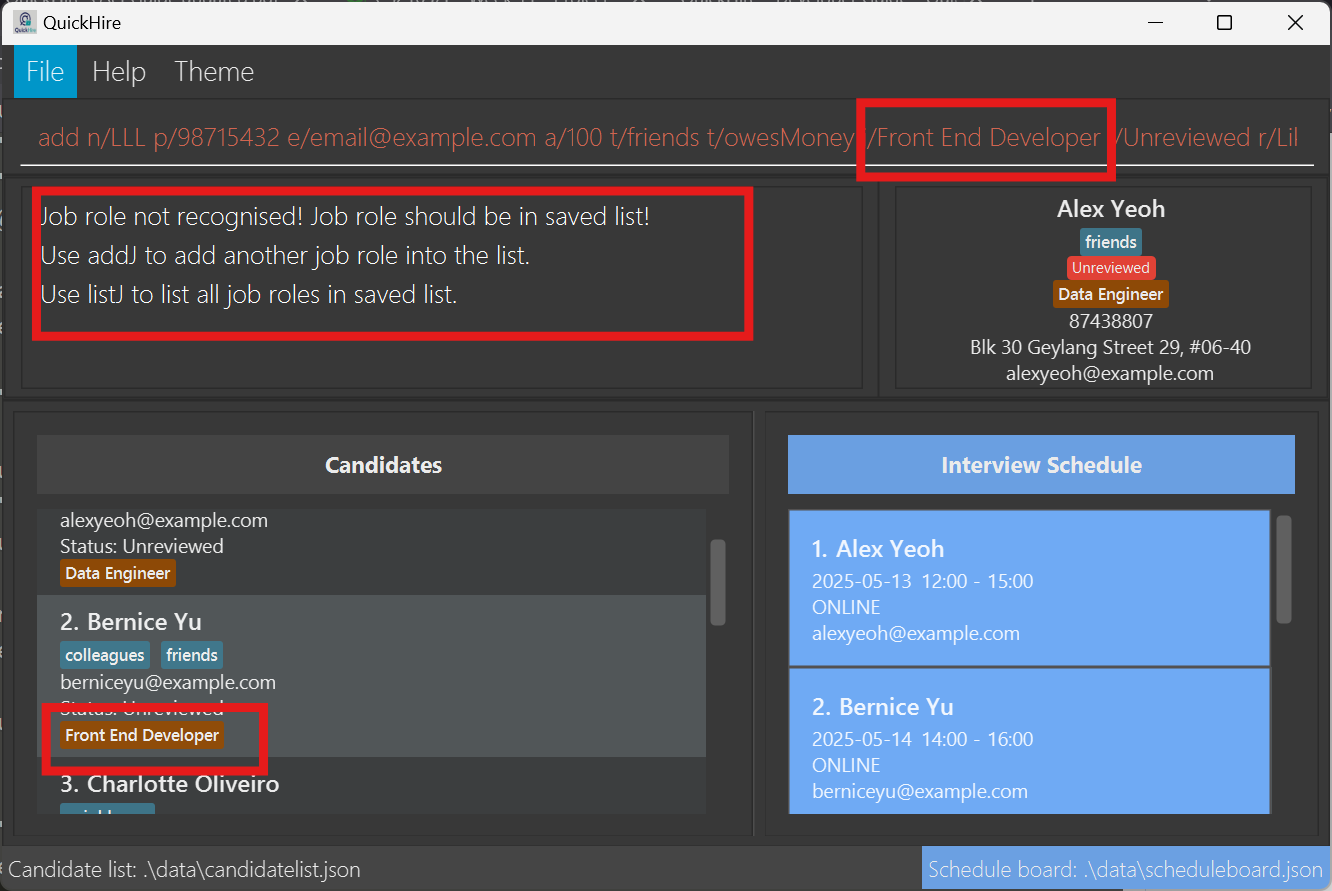 QuickHire
File Help Theme
add n/LLL p/98715432 e/email@example.com a/100 t/friends t/owesMoney /Front End Developer /Unreviewed r/Lil
Job role not recognised! Job role should be in saved list!
Use addJ to add another job role into the list.
Use listJ to list all job roles in saved list.
Alex Yeoh
friends
Unreviewed
Data Engineer
87438807
Blk 30 Geylang Street 29, #06-40
alexyeoh@example.com
Candidates
alexyeoh@example.com
Status: Unreviewed
Data Engineer
2. Bernice Yu
colleagues friends
berniceyu@example.com
Status: Unreviewed
Front End Developer
3. Charlotte Oliveiro
Interview Schedule
1. Alex Yeoh
2025-05-13 12:00 - 15:00
ONLINE
alexyeoh@example.com
2. Bernice Yu
2025-05-14 14:00 - 16:00
ONLINE
berniceyu@example.com
Candidate list: .\data\candidatelist.json
Schedule board: .\data\scheduleboard.json